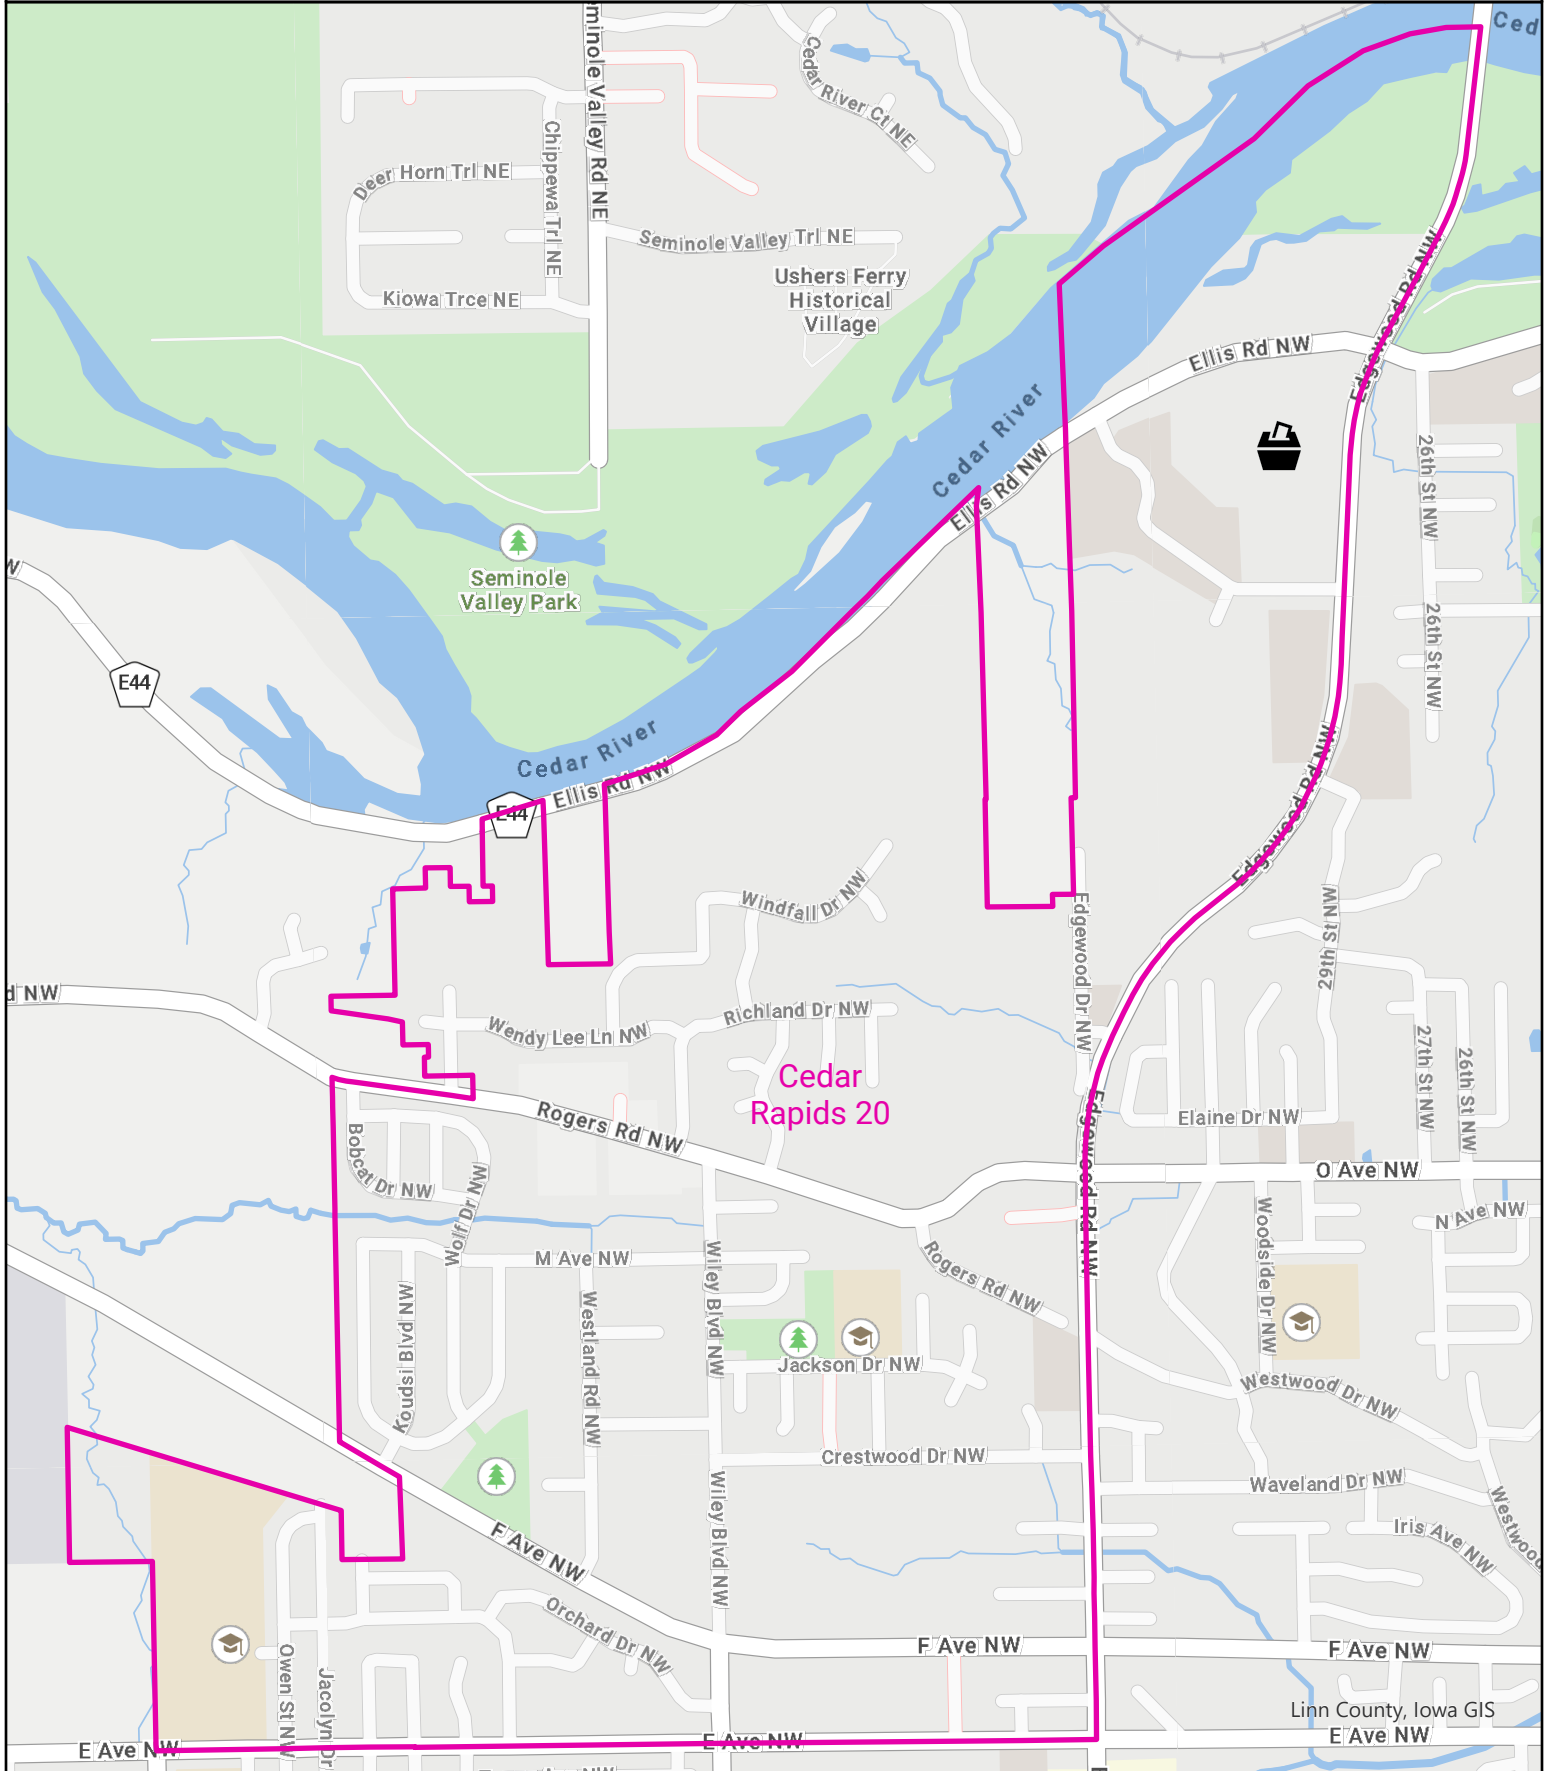 Ced
Seminole Valley Rd NE
Cedar River Ct NE
Chippewa Trl NE
Deer Horn Trl NE
Seminole Valley Trl NE
Kiowa Trce NE
Ushers Ferry
Historical
Village
Edgewood Rd NW
Ellis Rd NW
Cedar River
Ellis Rd NW
26th St NW
Seminole
Valley Park
W
26th St NW
E44
Cedar River
Ellis Rd NW
E44
Edgewood Rd NW
Windfall Dr NW
Edgewood Dr NW
29th St NW
d NW
Richland Dr NW
Wendy Lee Ln NW
27th St NW
26th St NW
Cedar
Rapids 20
Rogers Rd NW
Elaine Dr NW
Edgewood Rd NW
O Ave NW
Bobcat Dr NW
Wolf Dr NW
Woodside Dr NW
N Ave NW
M Ave NW
Wiley Blvd NW
Rogers Rd NW
Kondusi Blvd NW
Westland Rd NW
Jackson Dr NW
Westwood Dr NW
Crestwood Dr NW
Waveland Dr NW
Wiley Blvd NW
Westwood
Iris Ave NW
F Ave NW
Orchard Dr NW
Owen St NW
Jacolyn Dr
F Ave NW
F Ave NW
Linn County, Iowa GIS
E Ave NW
E Ave NW
E Ave NW